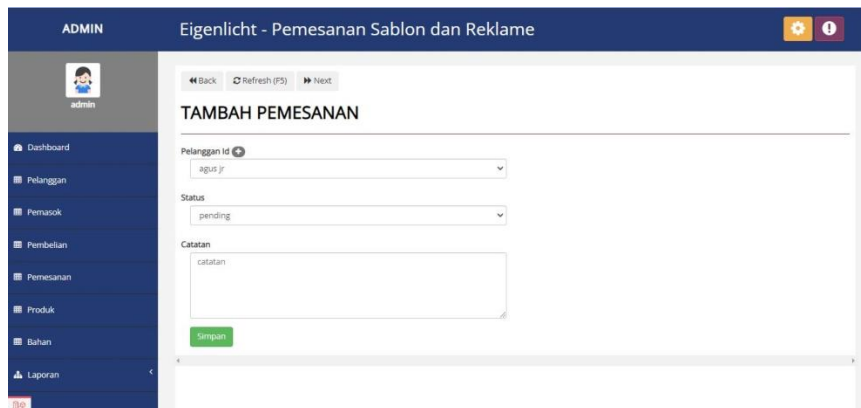 ADMIN
Eigenlicht - Pemesanan Sablon dan Reklame
admin
Dashboard
Pelanggan
Pemasok
Pembelian
Pemesanan
Produk
Bahan
Laporan
Back Refresh (F5) Next
TAMBAH PEMESANAN
Pelanggan Id
agus jr
Status
pending
Catatan
catatan
Simpan